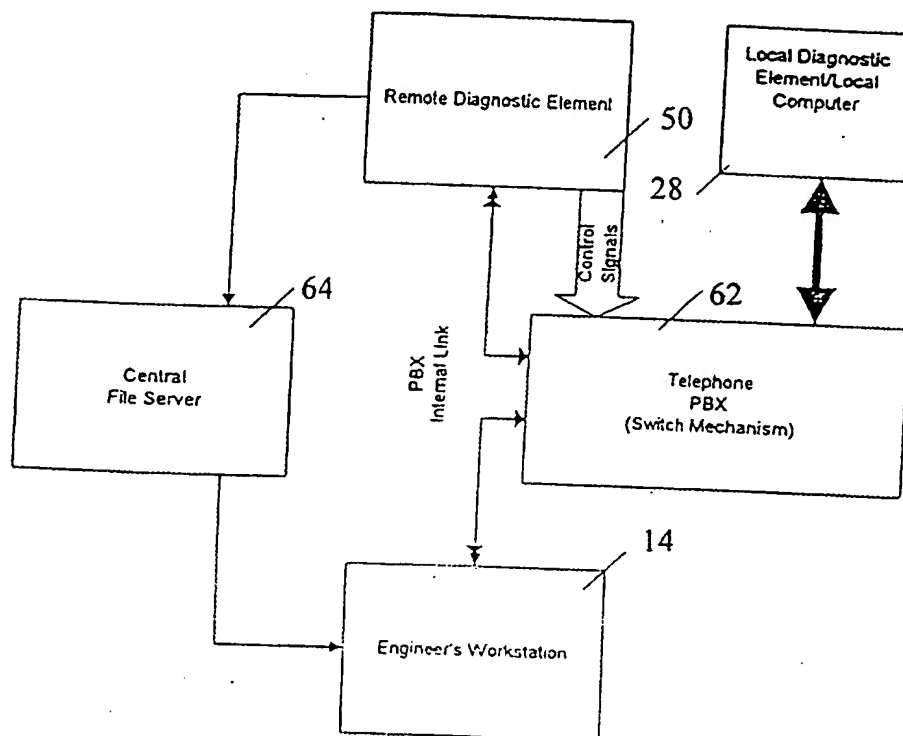 Remote Diagnostic Element
50
Local Diagnostic
Element/Local
Computer
28
Control
Signals
64
62
Central
File Server
PBX
Internal Link
Telephone
PBX
(Switch Mechanism)
14
Engineer's Workstation